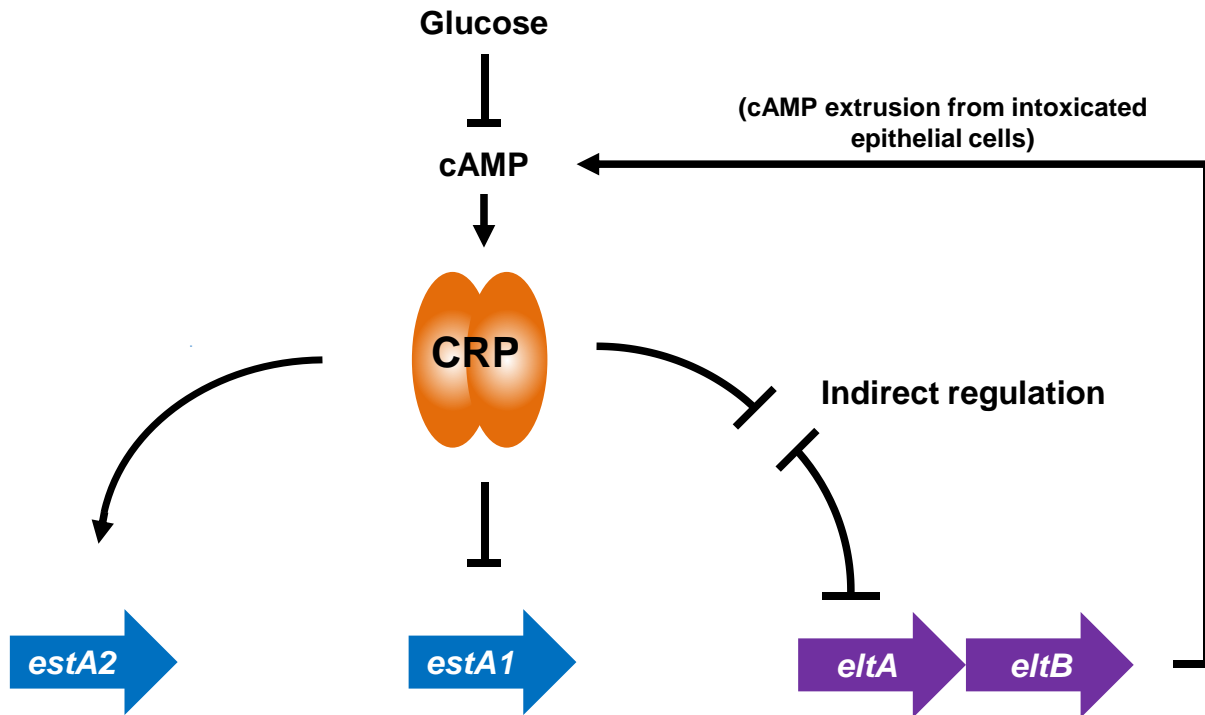 Glucose
(cAMP extrusion from intoxicated
epithelial cells)
cAMP
CRP
Indirect regulation
estA2
estA1
eltA
eltB